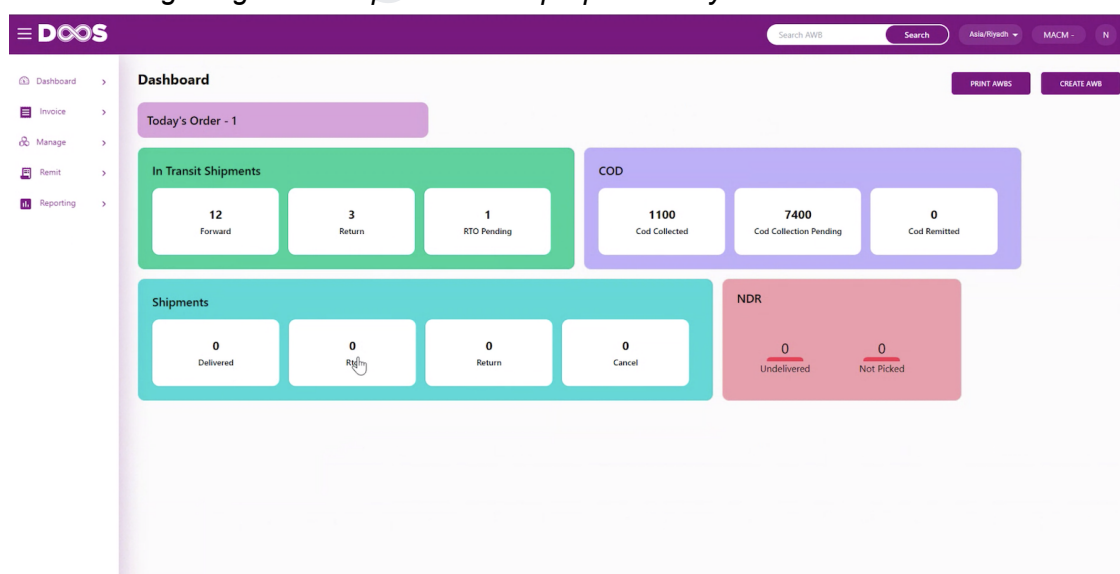 DOOS
Search AWB
Search
Asia/Riyadh
MACM -
N
Dashboard
Invoice
Manage
Remit
Reporting
Dashboard
PRINT AWBS
CREATE AWB
Today's Order - 1
In Transit Shipments
12
Forward
3
Return
1
RTO Pending
COD
1100
Cod Collected
7400
Cod Collection Pending
0
Cod Remitted
Shipments
0
Delivered
0
0
Return
0
Cancel
NDR
0
Undelivered
0
Not Picked